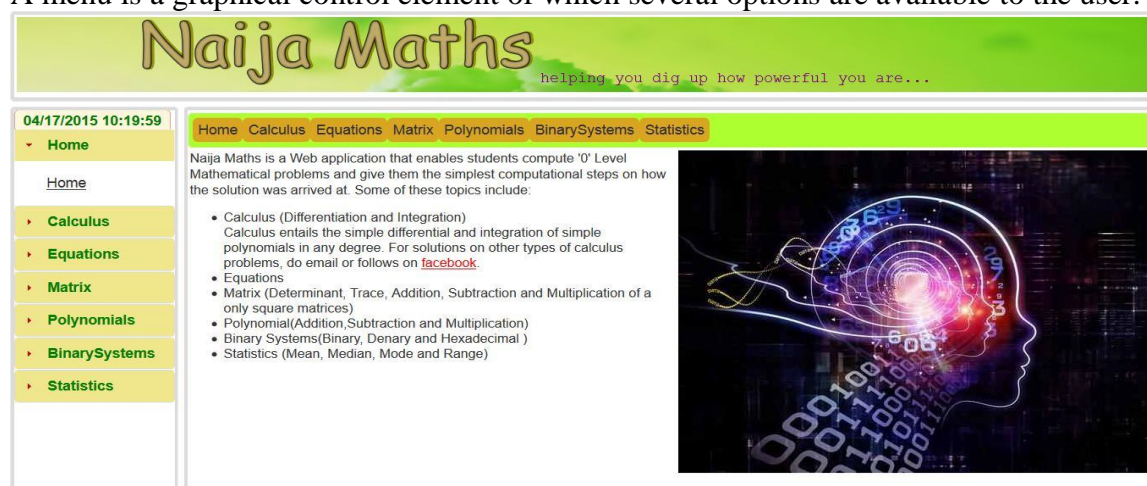 A menu is a graphical control element of which several options are available to the user.
Naija Maths
helping you dig up how powerful you are...
04/17/2015 10:19:59
Home
Home
Calculus
Equations
Matrix
Polynomials
BinarySystems
Statistics
Home Calculus Equations Matrix Polynomials BinarySystems Statistics
Naija Maths is a Web application that enables students compute '0' Level
Mathematical problems and give them the simplest computational steps on how
the solution was arrived at. Some of these topics include:
• Calculus (Differentiation and Integration)
Calculus entails the simple differential and integration of simple
polynomials in any degree. For solutions on other types of calculus
problems, do email or follows on facebook.
• Equations
• Matrix (Determinant, Trace, Addition, Subtraction and Multiplication of a
only square matrices)
• Polynomial(Addition,Subtraction and Multiplication)
• Binary Systems(Binary, Denary and Hexadecimal )
• Statistics (Mean, Median, Mode and Range)